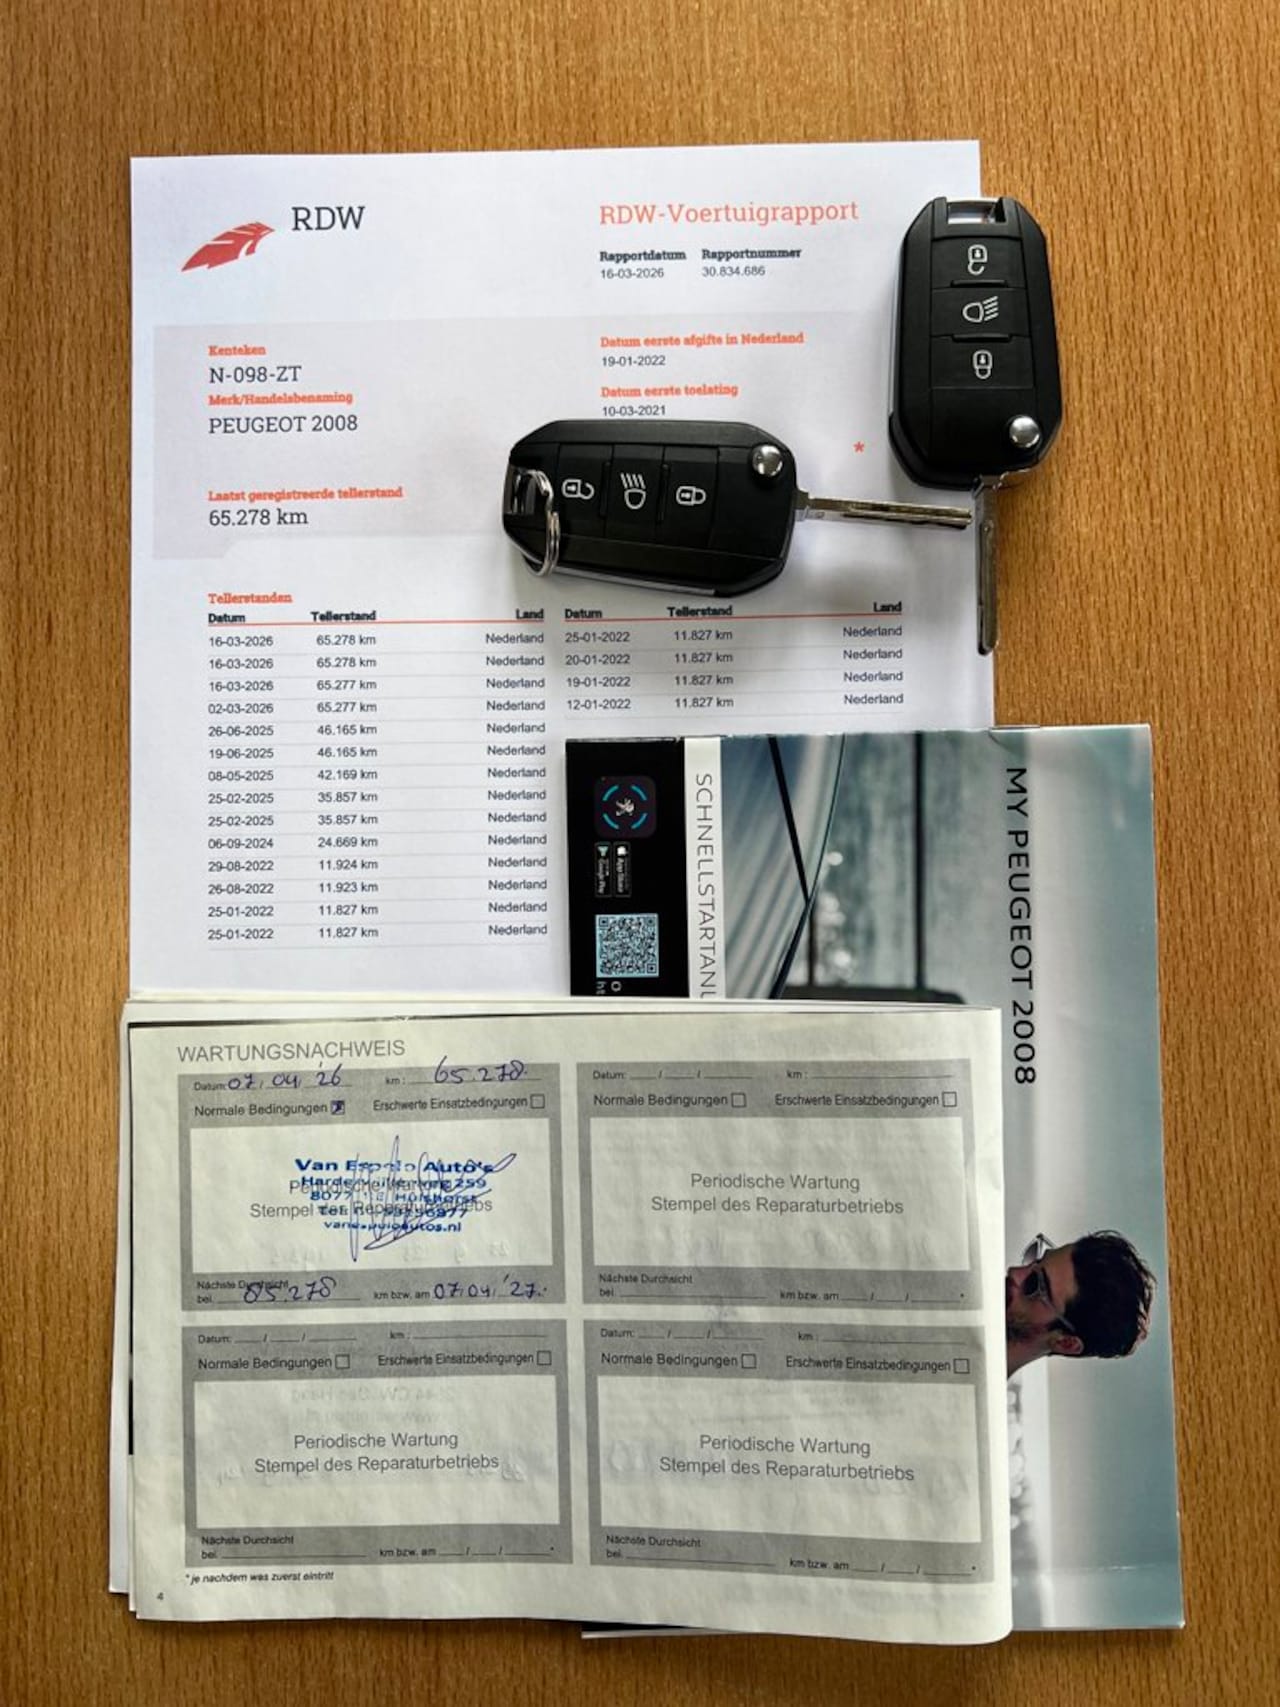 RDW
RDW-Voertuigrapport
Rapportdatum Rapportnummer
16-03-2026 30.834.686
Kenteken
N-098-ZT
Merk/Handelsbenaming
PEUGEOT 2008
Laatst geregistreerde tellerstand
65.278 km
Datum eerste afgifte in Nederland
19-01-2022
Datum eerste toelating
10-03-2021
*
Tellerstanden
Datum Tellerstand Land
16-03-2026 65.278 km Nederland
16-03-2026 65.278 km Nederland
16-03-2026 65.277 km Nederland
02-03-2026 65.277 km Nederland
26-06-2025 46.165 km Nederland
19-06-2025 46.165 km Nederland
08-05-2025 42.169 km Nederland
25-02-2025 35.857 km Nederland
25-02-2025 35.857 km Nederland
06-09-2024 24.669 km Nederland
29-08-2022 11.924 km Nederland
26-08-2022 11.923 km Nederland
25-01-2022 11.827 km Nederland
25-01-2022 11.827 km Nederland
Datum Tellerstand Land
25-01-2022 11.827 km Nederland
20-01-2022 11.827 km Nederland
19-01-2022 11.827 km Nederland
12-01-2022 11.827 km Nederland
App Store
Google Play
SCHNELLSTARTANL
MY PEUGEOT 2008
WARTUNGSNACHWEIS
Datum: 07, 04, '26 km: 65.278.
Normale Bedingungen Erschwerte Einsatzbedingungen
Van Auto's
259
8077 Hulshorst
Periodische Wartung
Stempel des Reparaturbetriebs
Nächste Durchsicht
bei 85.278 km bzw. am 07, 04, '27.
Datum: / / km:
Normale Bedingungen Erschwerte Einsatzbedingungen
Periodische Wartung
Stempel des Reparaturbetriebs
Nächste Durchsicht
bei km bzw. am / / *
Datum: / / km:
Normale Bedingungen Erschwerte Einsatzbedingungen
Periodische Wartung
Stempel des Reparaturbetriebs
Nächste Durchsicht
bei km bzw. am / / *
Datum: / / km:
Normale Bedingungen Erschwerte Einsatzbedingungen
Periodische Wartung
Stempel des Reparaturbetriebs
Nächste Durchsicht
bei km bzw. am / / *
* je nachdem was zuerst eintritt
4